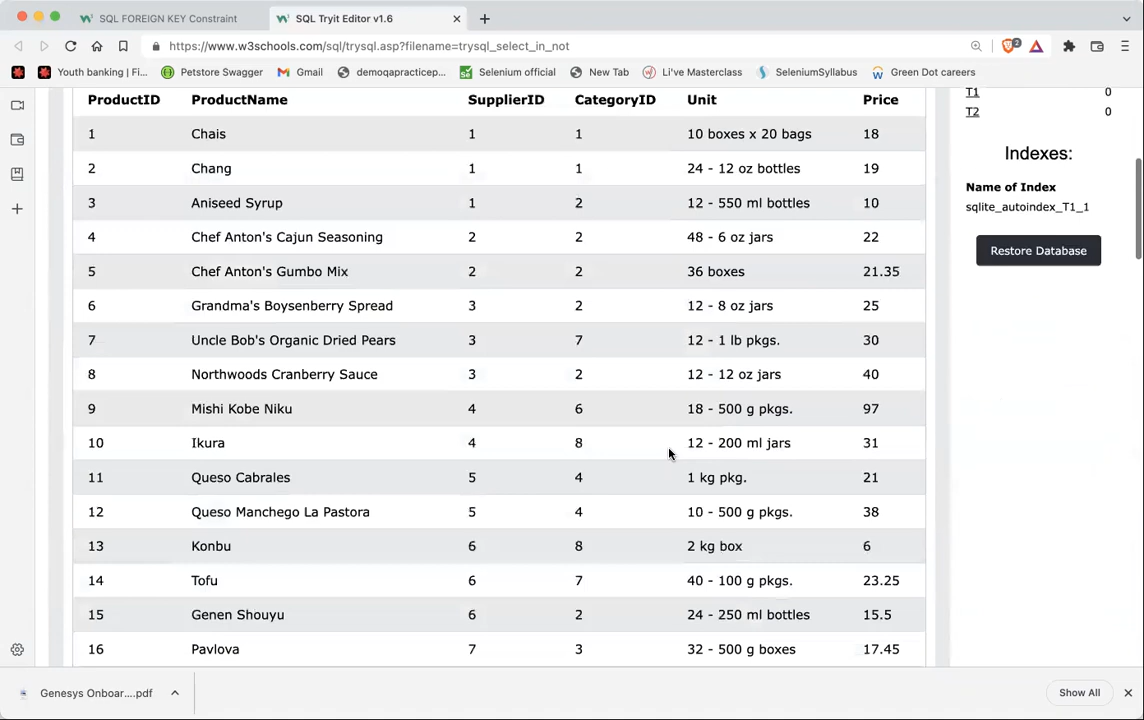 SQL FOREIGN KEY Constraint
SQL Tryit Editor v1.6
https://www.w3schools.com/sql/trysql.asp?filename=trysql_select_in_not
2
Youth banking | Fi...
Petstore Swagger
Gmail
demoqapracticep...
Selenium official
New Tab
Li've Masterclass
SeleniumSyllabus
Green Dot careers
ProductID ProductName SupplierID CategoryID Unit Price
1 Chais 1 1 10 boxes x 20 bags 18
2 Chang 1 1 24 - 12 oz bottles 19
3 Aniseed Syrup 1 2 12 - 550 ml bottles 10
4 Chef Anton's Cajun Seasoning 2 2 48 - 6 oz jars 22
5 Chef Anton's Gumbo Mix 2 2 36 boxes 21.35
6 Grandma's Boysenberry Spread 3 2 12 - 8 oz jars 25
7 Uncle Bob's Organic Dried Pears 3 7 12 - 1 lb pkgs. 30
8 Northwoods Cranberry Sauce 3 2 12 - 12 oz jars 40
9 Mishi Kobe Niku 4 6 18 - 500 g pkgs. 97
10 Ikura 4 8 12 - 200 ml jars 31
11 Queso Cabrales 5 4 1 kg pkg. 21
12 Queso Manchego La Pastora 5 4 10 - 500 g pkgs. 38
13 Konbu 6 8 2 kg box 6
14 Tofu 6 7 40 - 100 g pkgs. 23.25
15 Genen Shouyu 6 2 24 - 250 ml bottles 15.5
16 Pavlova 7 3 32 - 500 g boxes 17.45
T1 0
T2 0
Indexes:
Name of Index
sqlite_autoindex_T1_1
Restore Database
Genesys Onboar....pdf
Show All